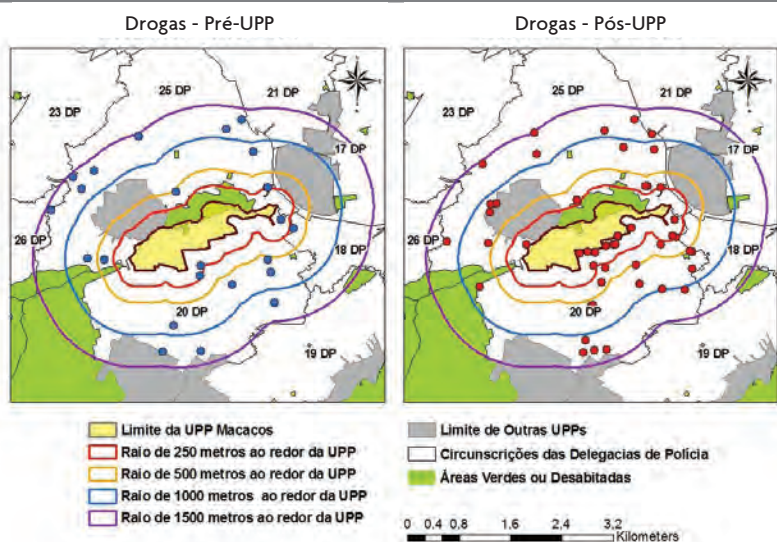 Drogas - Pré-UPP
Drogas - Pós-UPP
23 DP
25 DP
21 DP
17 DP
26 DP
18 DP
20 DP
19 DP
23 DP
25 DP
21 DP
17 DP
26 DP
18 DP
20 DP
19 DP
Limite da UPP Macacos
Raio de 250 metros ao redor da UPP
Raio de 500 metros ao redor da UPP
Raio de 1000 metros ao redor da UPP
Raio de 1500 metros ao redor da UPP
Limite de Outras UPPs
Circunscrições das Delegacias de Polícia
Áreas Verdes ou Desabitadas
0 0,4 0,8 1,6 2,4 3,2
Kilometers